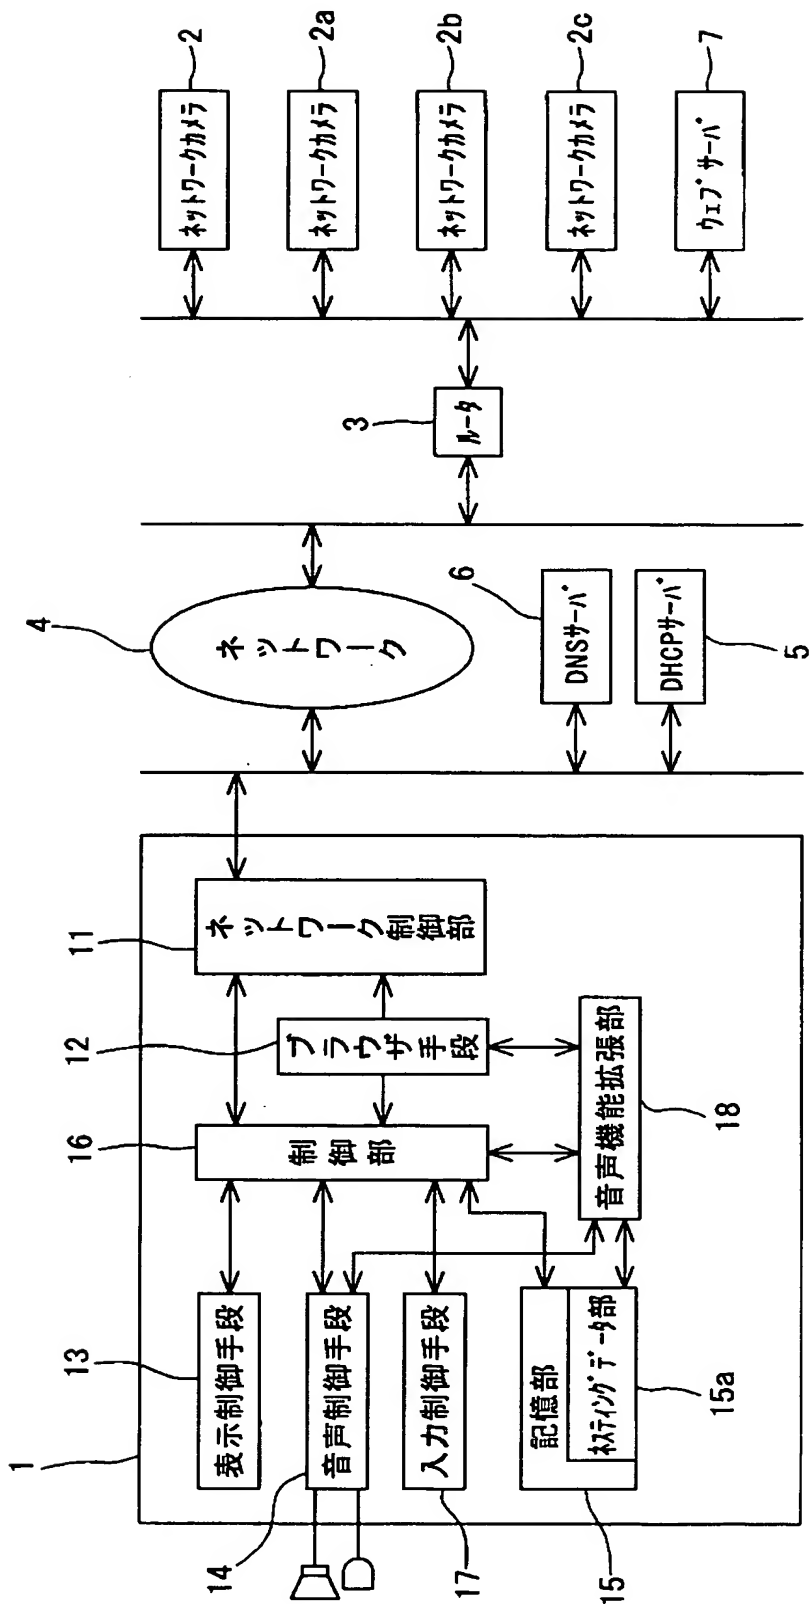 1
13
表示制御手段
14
音声制御手段
17
入力制御手段
15
記憶部
ネスティングデータ部
15a
16
制御部
12
ブラウザ手段
11
ネットワーク制御部
音声機能拡張部
18
4
ネットワーク
6
DNSサーバ
DHCPサーバ
5
3
ルータ
ネットワークカメラ
2
ネットワークカメラ
2a
ネットワークカメラ
2b
ネットワークカメラ
2c
ウェブサーバ
7